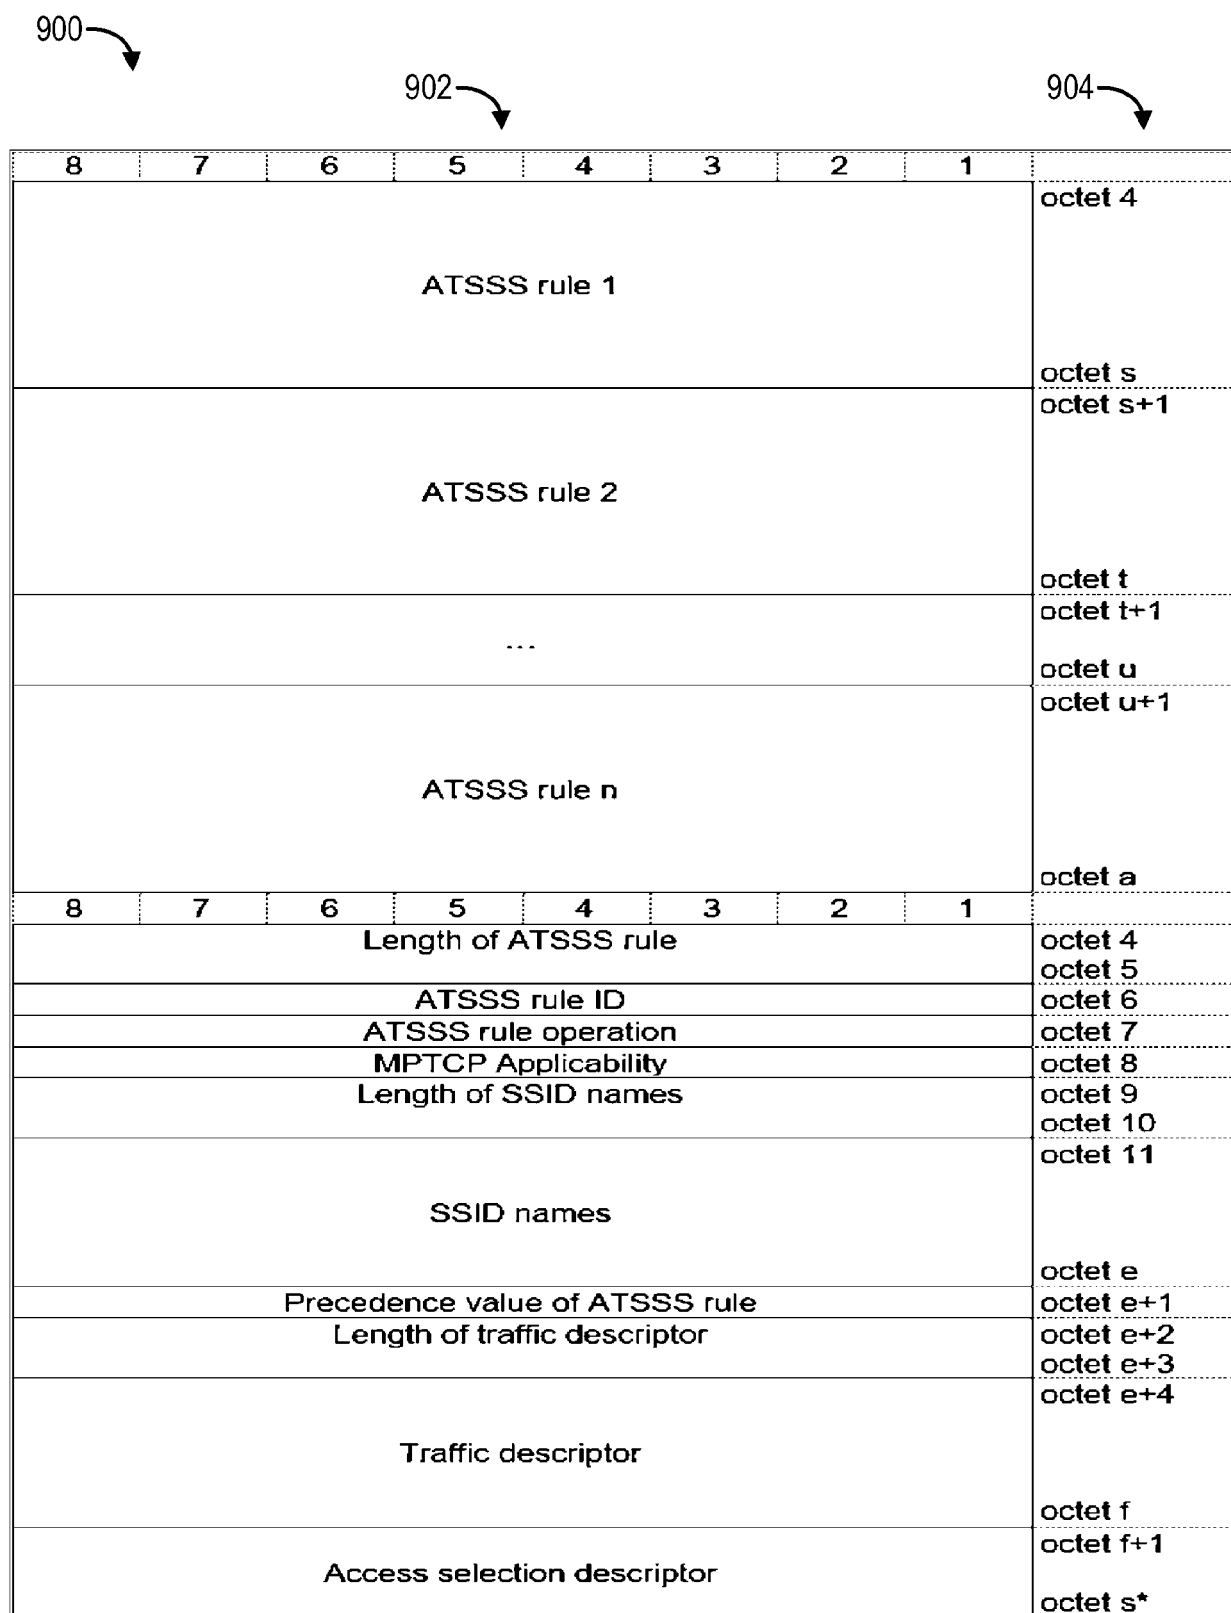 900
902
904
8 7 6 5 4 3 2 1
octet 4
ATSSS rule 1
octet s
octet s+1
ATSSS rule 2
octet t
octet t+1
...
octet u
octet u+1
ATSSS rule n
octet a
8 7 6 5 4 3 2 1
Length of ATSSS rule octet 4
octet 5
ATSSS rule ID octet 6
ATSSS rule operation octet 7
MPTCP Applicability octet 8
Length of SSID names octet 9
octet 10
octet 11
SSID names
octet e
Precedence value of ATSSS rule octet e+1
Length of traffic descriptor octet e+2
octet e+3
octet e+4
Traffic descriptor
octet f
octet f+1
Access selection descriptor
octet s*